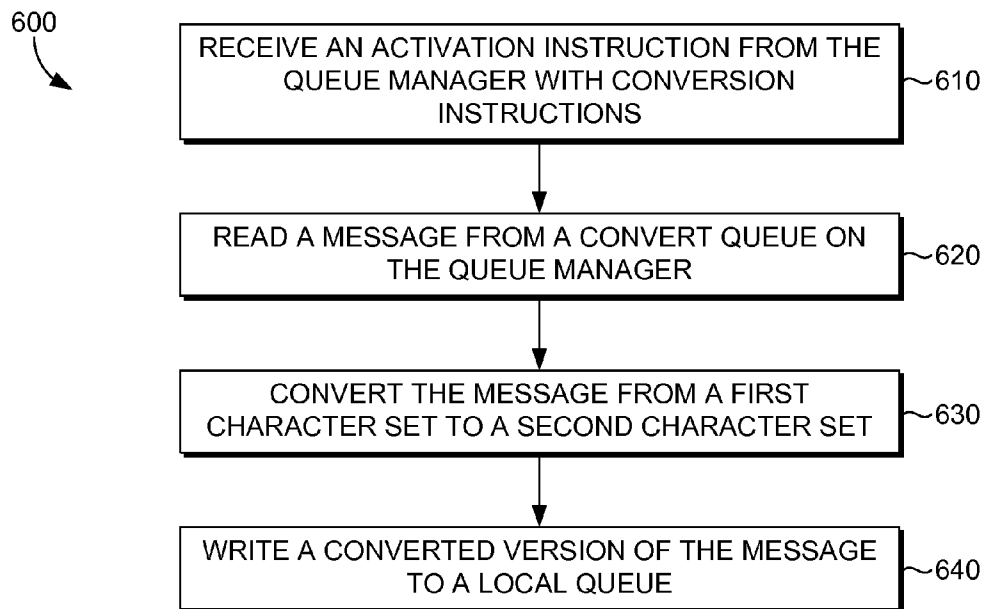 600
RECEIVE AN ACTIVATION INSTRUCTION FROM THE
QUEUE MANAGER WITH CONVERSION
INSTRUCTIONS
610
READ A MESSAGE FROM A CONVERT QUEUE ON
THE QUEUE MANAGER
620
CONVERT THE MESSAGE FROM A FIRST
CHARACTER SET TO A SECOND CHARACTER SET
630
WRITE A CONVERTED VERSION OF THE MESSAGE
TO A LOCAL QUEUE
640